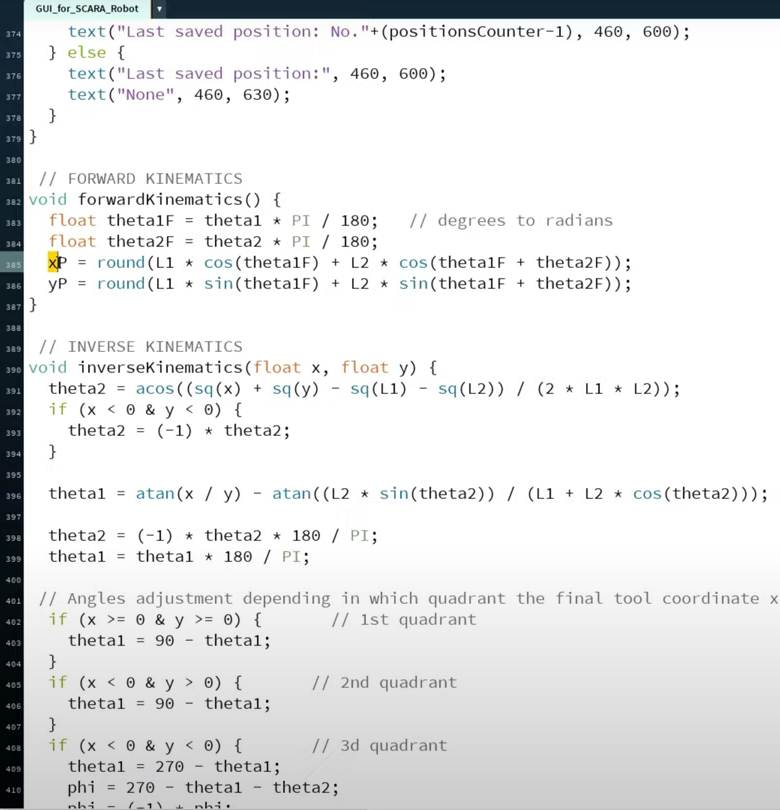 GUI_for_SCARA_Robot
374 text("Last saved position: No."+(positionsCounter-1), 460, 600);
375 } else {
376 text("Last saved position:", 460, 600);
377 text("None", 460, 630);
378 }
379 }
380
381 // FORWARD KINEMATICS
382 void forwardKinematics() {
383 float theta1F = theta1 * PI / 180; // degrees to radians
384 float theta2F = theta2 * PI / 180;
385 xP = round(L1 * cos(theta1F) + L2 * cos(theta1F + theta2F));
386 yP = round(L1 * sin(theta1F) + L2 * sin(theta1F + theta2F));
387 }
388
389 // INVERSE KINEMATICS
390 void inverseKinematics(float x, float y) {
391 theta2 = acos((sq(x) + sq(y) - sq(L1) - sq(L2)) / (2 * L1 * L2));
392 if (x < 0 & y < 0) {
393 theta2 = (-1) * theta2;
394 }
395
396 theta1 = atan(x / y) - atan((L2 * sin(theta2)) / (L1 + L2 * cos(theta2)));
397
398 theta2 = (-1) * theta2 * 180 / PI;
399 theta1 = theta1 * 180 / PI;
400
401 // Angles adjustment depending in which quadrant the final tool coordinate x
402 if (x >= 0 & y >= 0) { // 1st quadrant
403 theta1 = 90 - theta1;
404 }
405 if (x < 0 & y > 0) { // 2nd quadrant
406 theta1 = 90 - theta1;
407 }
408 if (x < 0 & y < 0) { // 3d quadrant
409 theta1 = 270 - theta1;
410 phi = 270 - theta1 - theta2;
phi = (-1) * phi;